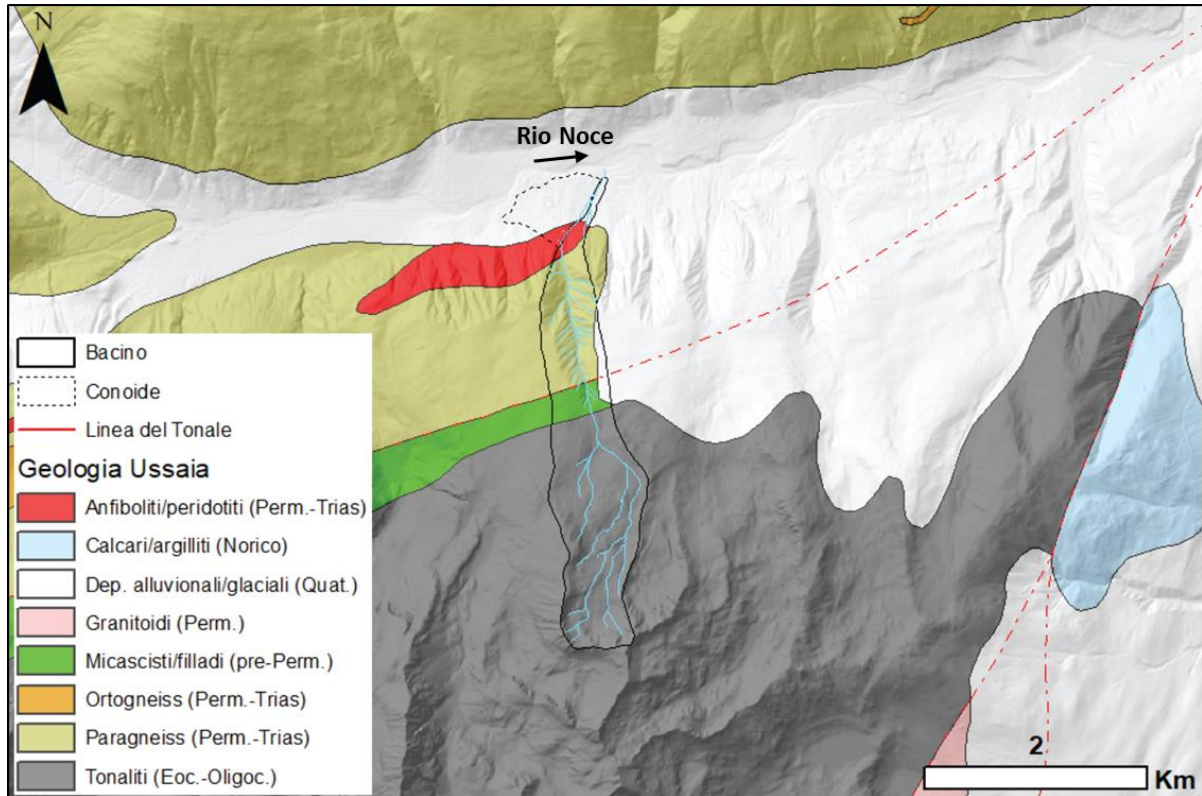 N
Rio Noce
Bacino
Conoide
Linea del Tonale
Geologia Ussaia
Anfiboliti/peridotiti (Perm.-Trias)
Calcari/argilliti (Norico)
Dep. alluvionali/glaciali (Quat.)
Granitoidi (Perm.)
Micascisti/filladi (pre-Perm.)
Ortogneiss (Perm.-Trias)
Paragneiss (Perm.-Trias)
Tonaliti (Eoc.-Oligoc.)
2
Km